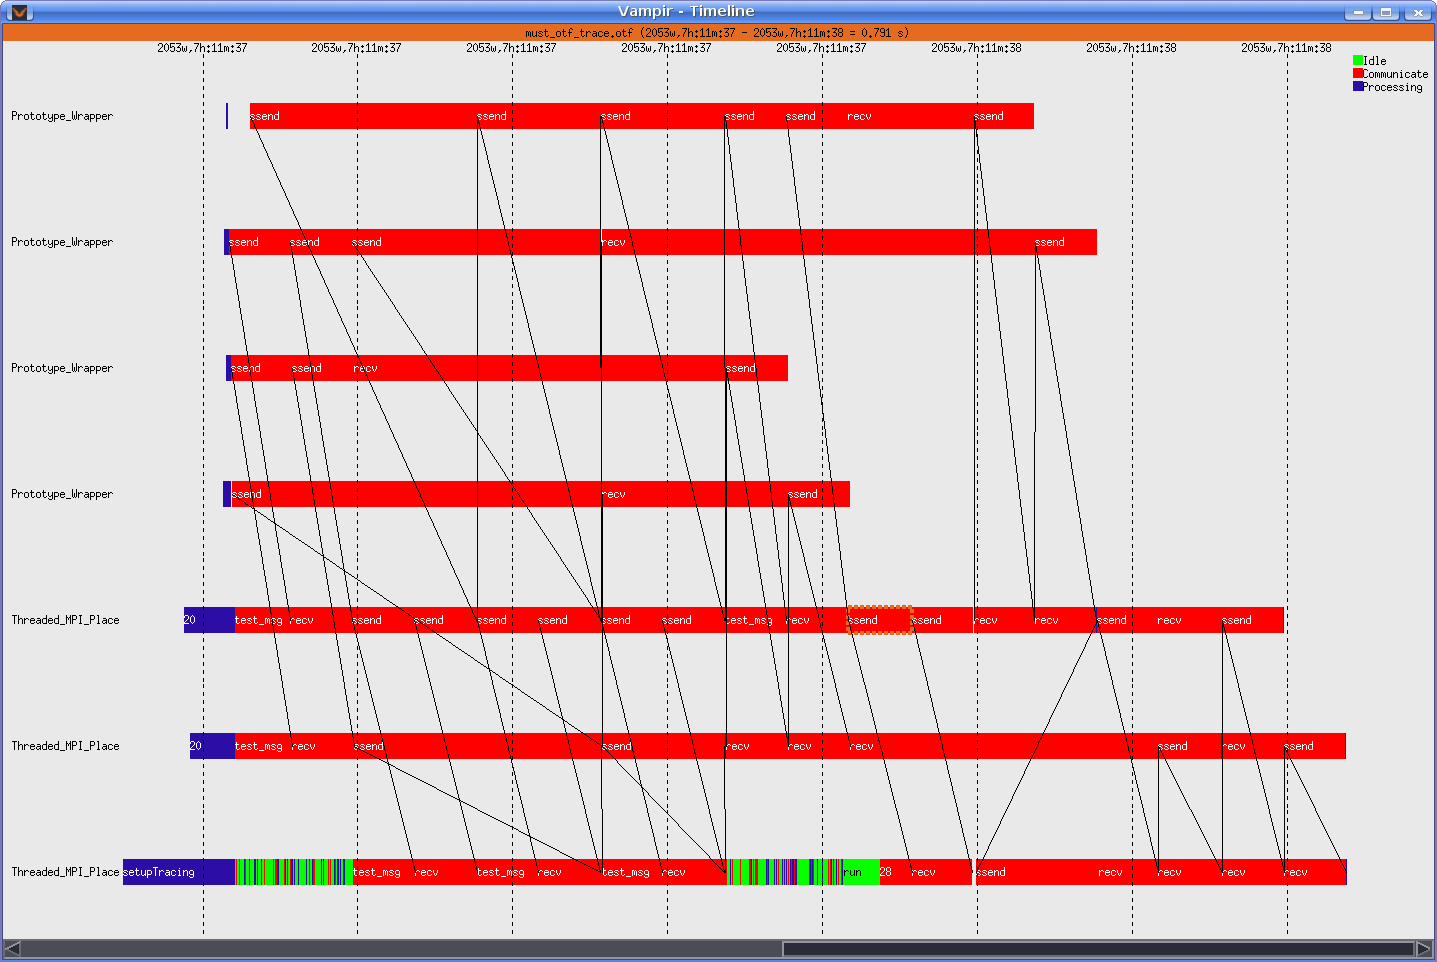 Vampir - Timeline
must_otf_trace.otf (2053w,7h:11m:37 - 2053w,7h:11m:38 = 0.791 s)
2053w,7h:11m:37 2053w,7h:11m:37 2053w,7h:11m:37 2053w,7h:11m:37 2053w,7h:11m:37 2053w,7h:11m:38 2053w,7h:11m:38 2053w,7h:11m:38
Idle
Communicate
Processing
Prototype_Wrapper ssend ssend ssend ssend ssend recv ssend
Prototype_Wrapper ssend ssend ssend recv ssend
Prototype_Wrapper ssend ssend recv ssend
Prototype_Wrapper ssend recv ssend
Threaded_MPI_Place 20 test_msg recv ssend ssend ssend ssend ssend ssend test_msg recv ssend ssend recv recv ssend recv ssend
Threaded_MPI_Place 20 test_msg recv ssend ssend recv recv recv ssend recv ssend
Threaded_MPI_Place setupTracing test_msg recv test_msg recv test_msg recv run 28 recv ssend recv recv recv recv